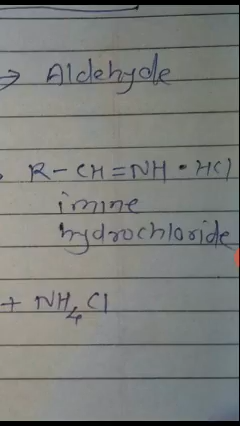 → Aldehyde
R-CH=NH•HCl
imine
hydrochloride
+ NH₄Cl